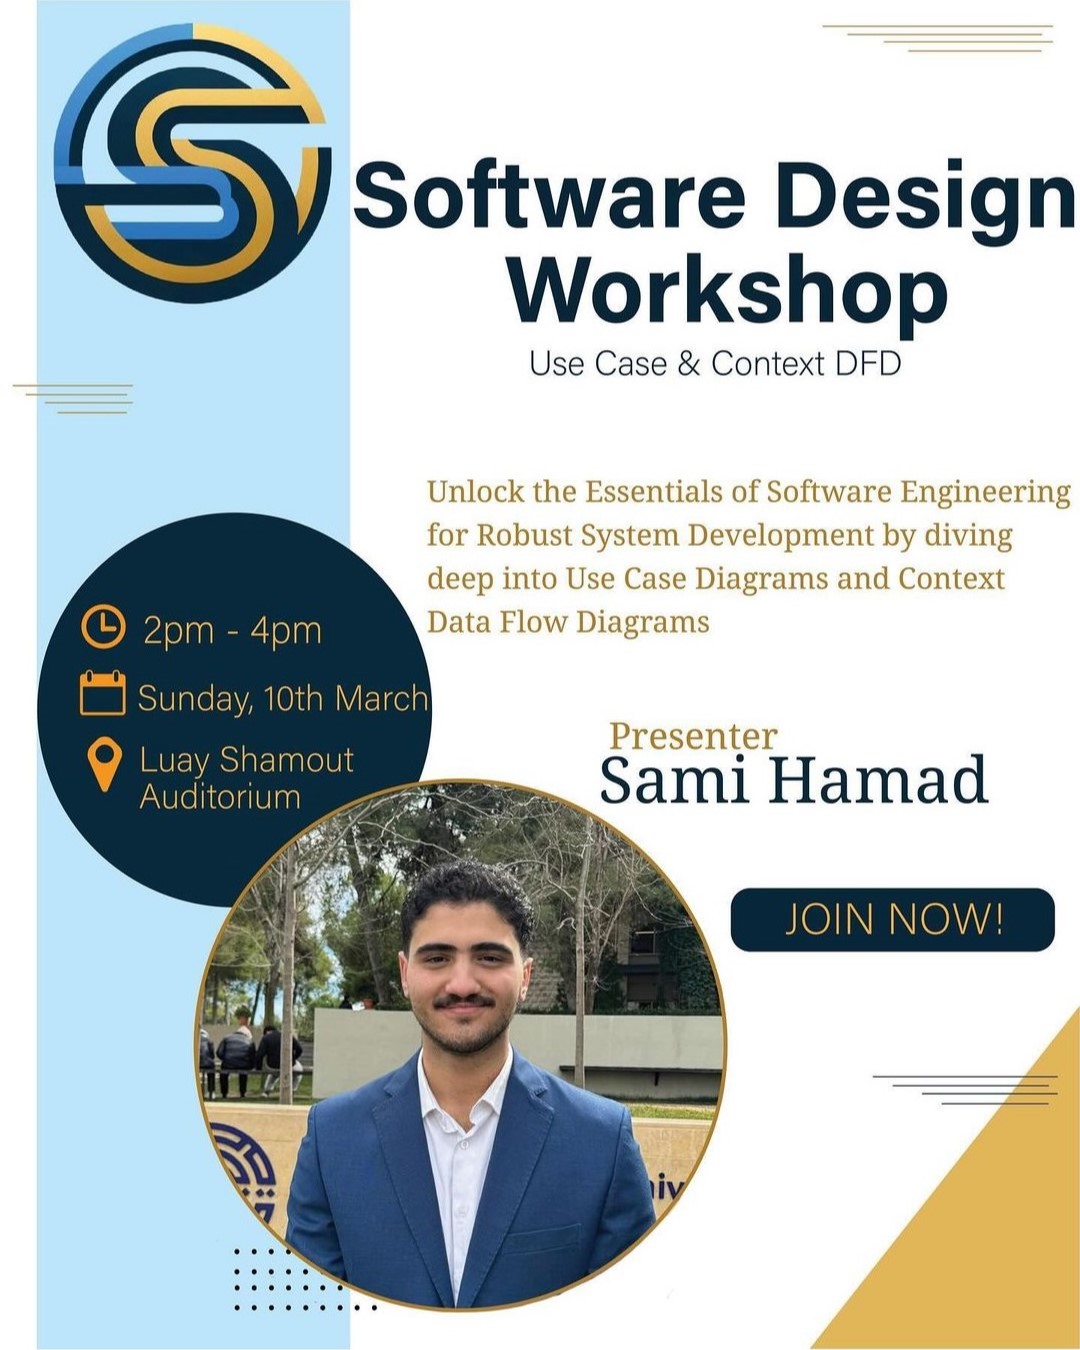 Software Design
Workshop
Use Case & Context DFD
Unlock the Essentials of Software Engineering
for Robust System Development by diving
deep into Use Case Diagrams and Context
Data Flow Diagrams
2pm - 4pm
Sunday, 10th March
Luay Shamout
Auditorium
Presenter
Sami Hamad
JOIN NOW!